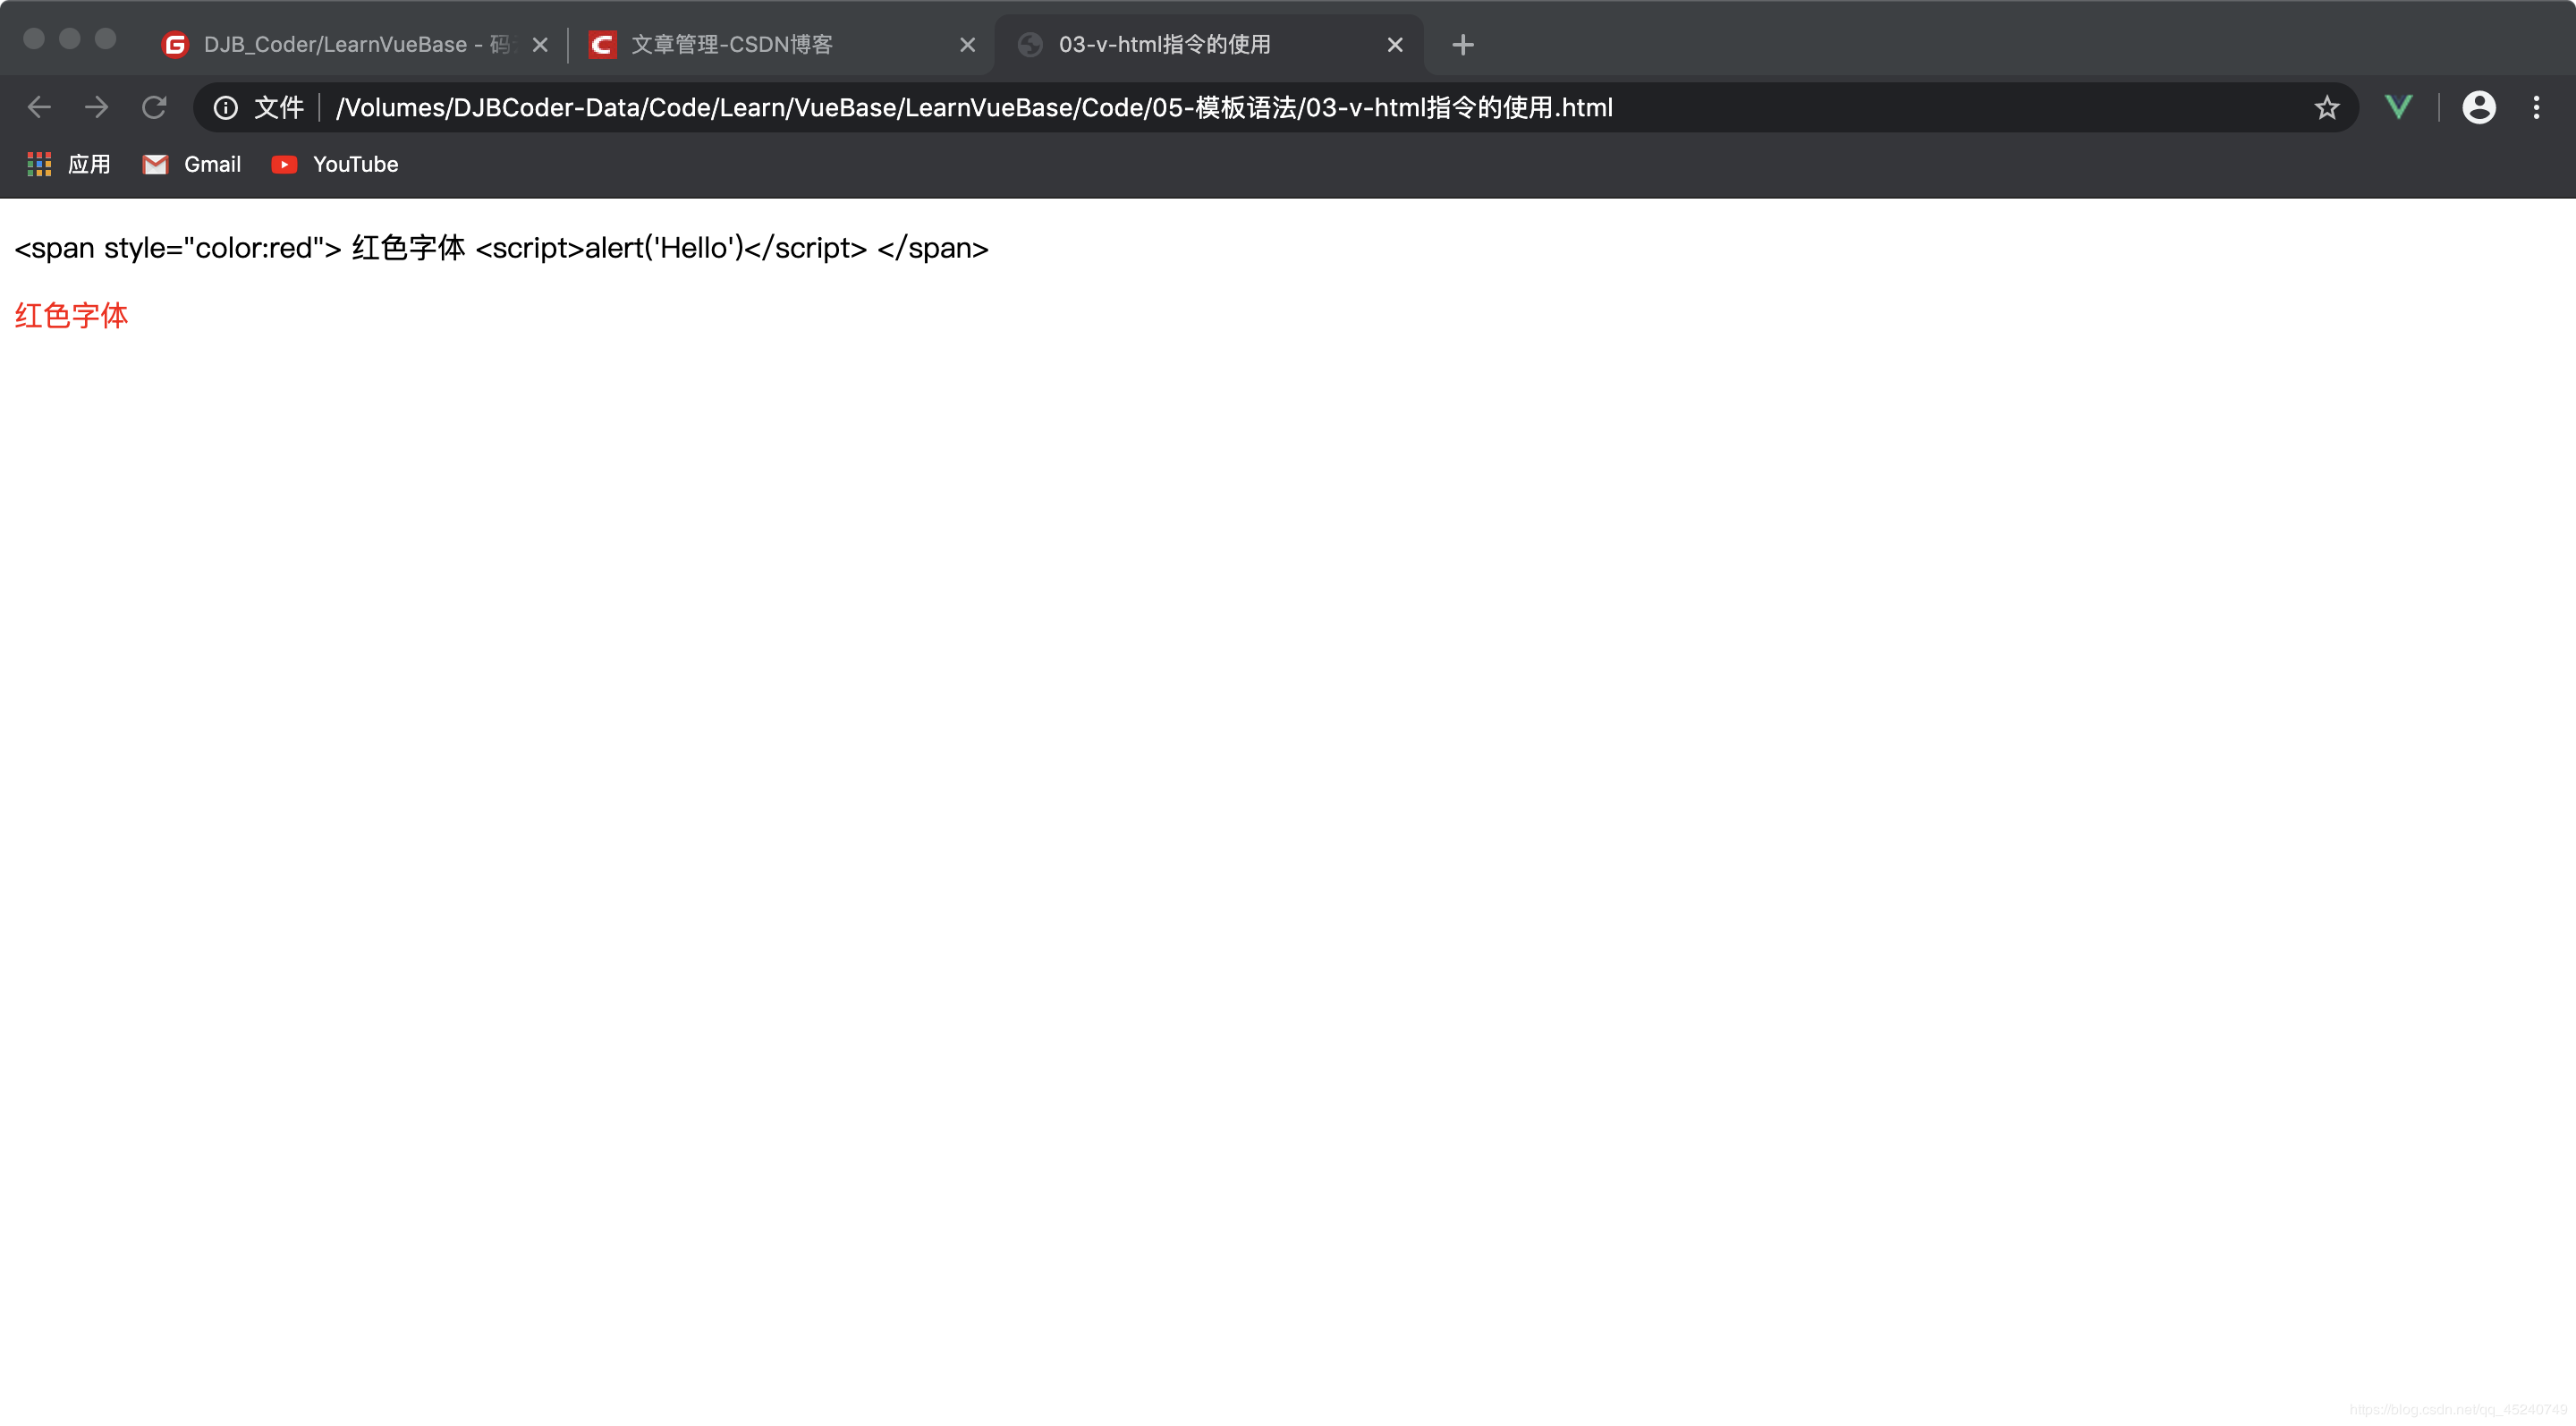 DJB_Coder/LearnVueBase - 码
文章管理-CSDN博客
03-v-html指令的使用
文件
/Volumes/DJBCoder-Data/Code/Learn/VueBase/LearnVueBase/Code/05-模板语法/03-v-html指令的使用.html
应用
Gmail
YouTube
<span style="color:red"> 红色字体 <script>alert('Hello')</script> </span>
红色字体
https://blog.csdn.net/qq_45240749